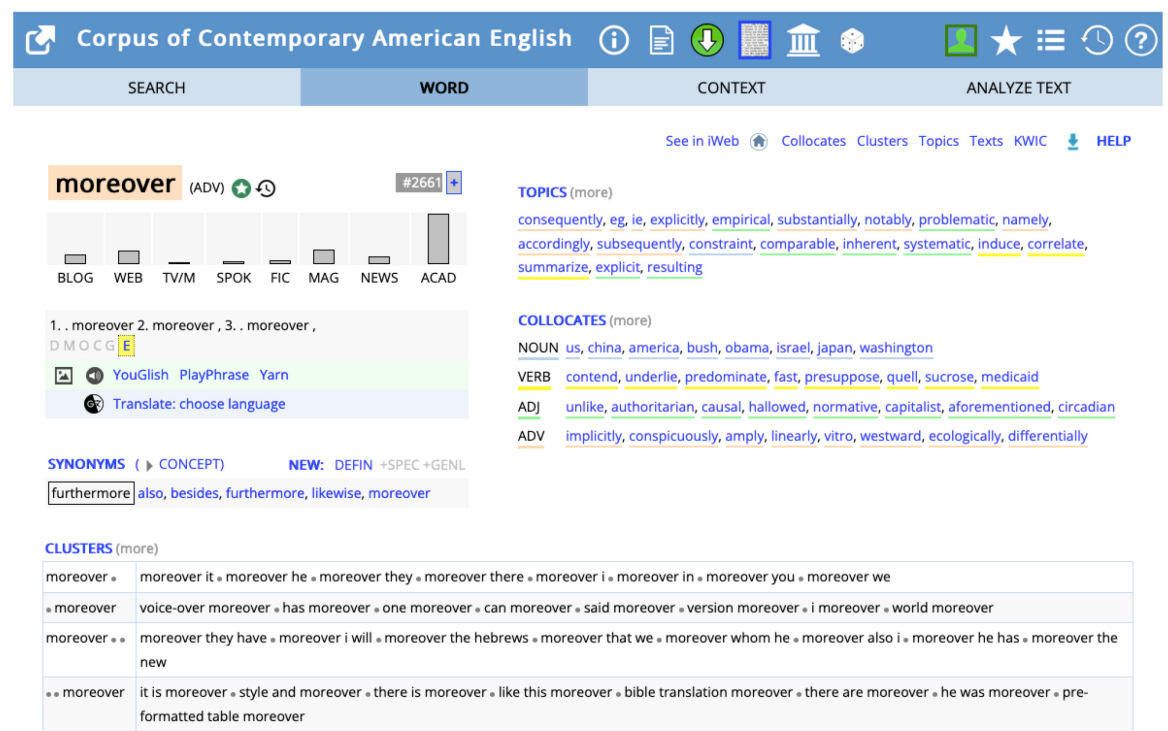 Corpus of Contemporary American English
SEARCH WORD CONTEXT ANALYZE TEXT
See in iWeb Collocates Clusters Topics Texts KWIC HELP
moreover (ADV) #2661 +
BLOG WEB TV/M SPOK FIC MAG NEWS ACAD
1. . moreover 2. moreover , 3. . moreover ,
D M O C G E
YouGlish PlayPhrase Yarn
Translate: choose language
SYNONYMS ( CONCEPT) NEW: DEFIN +SPEC +GENL
furthermore also, besides, furthermore, likewise, moreover
TOPICS (more)
consequently, eg, ie, explicitly, empirical, substantially, notably, problematic, namely,
accordingly, subsequently, constraint, comparable, inherent, systematic, induce, correlate,
summarize, explicit, resulting
COLLOCATES (more)
NOUN us, china, america, bush, obama, israel, japan, washington
VERB contend, underlie, predominate, fast, presuppose, quell, sucrose, medicaid
ADJ unlike, authoritarian, causal, hallowed, normative, capitalist, aforementioned, circadian
ADV implicitly, conspicuously, amply, linearly, vitro, westward, ecologically, differentially
CLUSTERS (more)
moreover • moreover it • moreover he • moreover they • moreover there • moreover i • moreover in • moreover you • moreover we
• moreover voice-over moreover • has moreover • one moreover • can moreover • said moreover • version moreover • i moreover • world moreover
moreover • • moreover they have • moreover i will • moreover the hebrews • moreover that we • moreover whom he • moreover also i • moreover he has • moreover the
new
• • moreover it is moreover • style and moreover • there is moreover • like this moreover • bible translation moreover • there are moreover • he was moreover • pre-
formatted table moreover